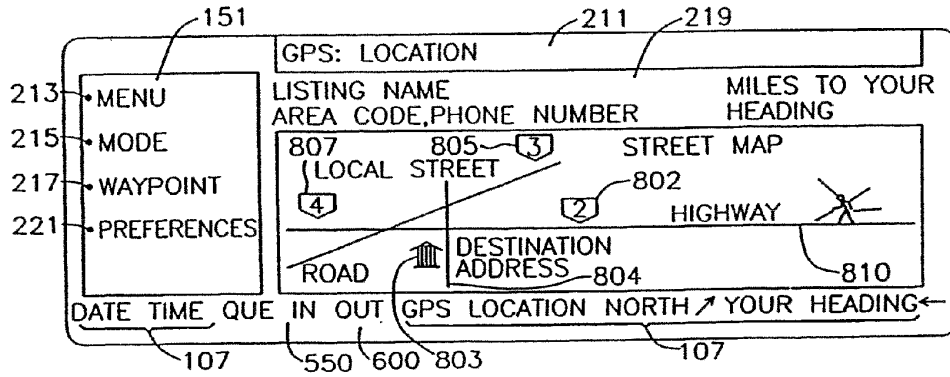 151
211
219
GPS: LOCATION
213 MENU
LISTING NAME
MILES TO YOUR
HEADING
AREA CODE,PHONE NUMBER
215 MODE
807
805
3
STREET MAP
LOCAL STREET
217 WAYPOINT
4
2
802
HIGHWAY
221 PREFERENCES
DESTINATION
ADDRESS
ROAD
804
810
DATE TIME QUE IN OUT GPS LOCATION NORTH↗ YOUR HEADING←
107
550
600
803
107